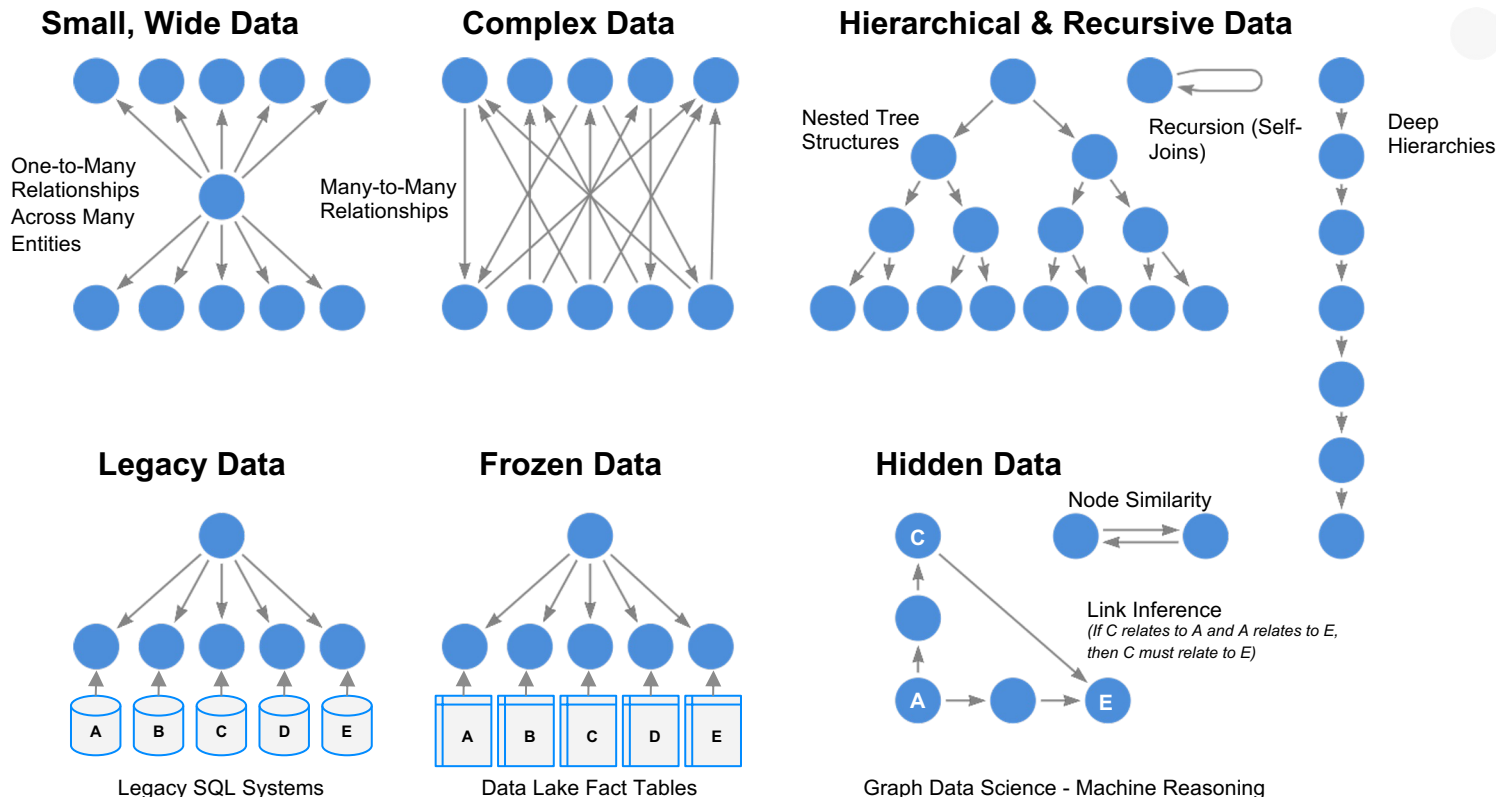 Small, Wide Data
Complex Data
Hierarchical & Recursive Data
One-to-Many
Relationships
Across Many
Entities
Many-to-Many
Relationships
Nested Tree
Structures
Recursion (Self-
Joins)
Deep
Hierarchies
Legacy Data
Frozen Data
Hidden Data
A
B
C
D
E
Legacy SQL Systems
A
B
C
D
E
Data Lake Fact Tables
Node Similarity
C
Link Inference
(If C relates to A and A relates to E,
then C must relate to E)
A
E
Graph Data Science - Machine Reasoning